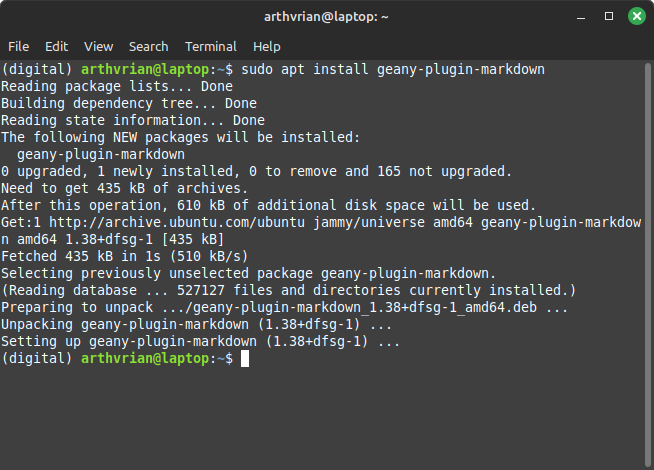 arthvrian@laptop: ~
File Edit View Search Terminal Help
(digital) arthvrian@laptop:~$ sudo apt install geany-plugin-markdown
Reading package lists... Done
Building dependency tree... Done
Reading state information... Done
The following NEW packages will be installed:
  geany-plugin-markdown
0 upgraded, 1 newly installed, 0 to remove and 165 not upgraded.
Need to get 435 kB of archives.
After this operation, 610 kB of additional disk space will be used.
Get:1 http://archive.ubuntu.com/ubuntu jammy/universe amd64 geany-plugin-markdow
n amd64 1.38+dfsg-1 [435 kB]
Fetched 435 kB in 1s (510 kB/s)
Selecting previously unselected package geany-plugin-markdown.
(Reading database ... 527127 files and directories currently installed.)
Preparing to unpack .../geany-plugin-markdown_1.38+dfsg-1_amd64.deb ...
Unpacking geany-plugin-markdown (1.38+dfsg-1) ...
Setting up geany-plugin-markdown (1.38+dfsg-1) ...
(digital) arthvrian@laptop:~$